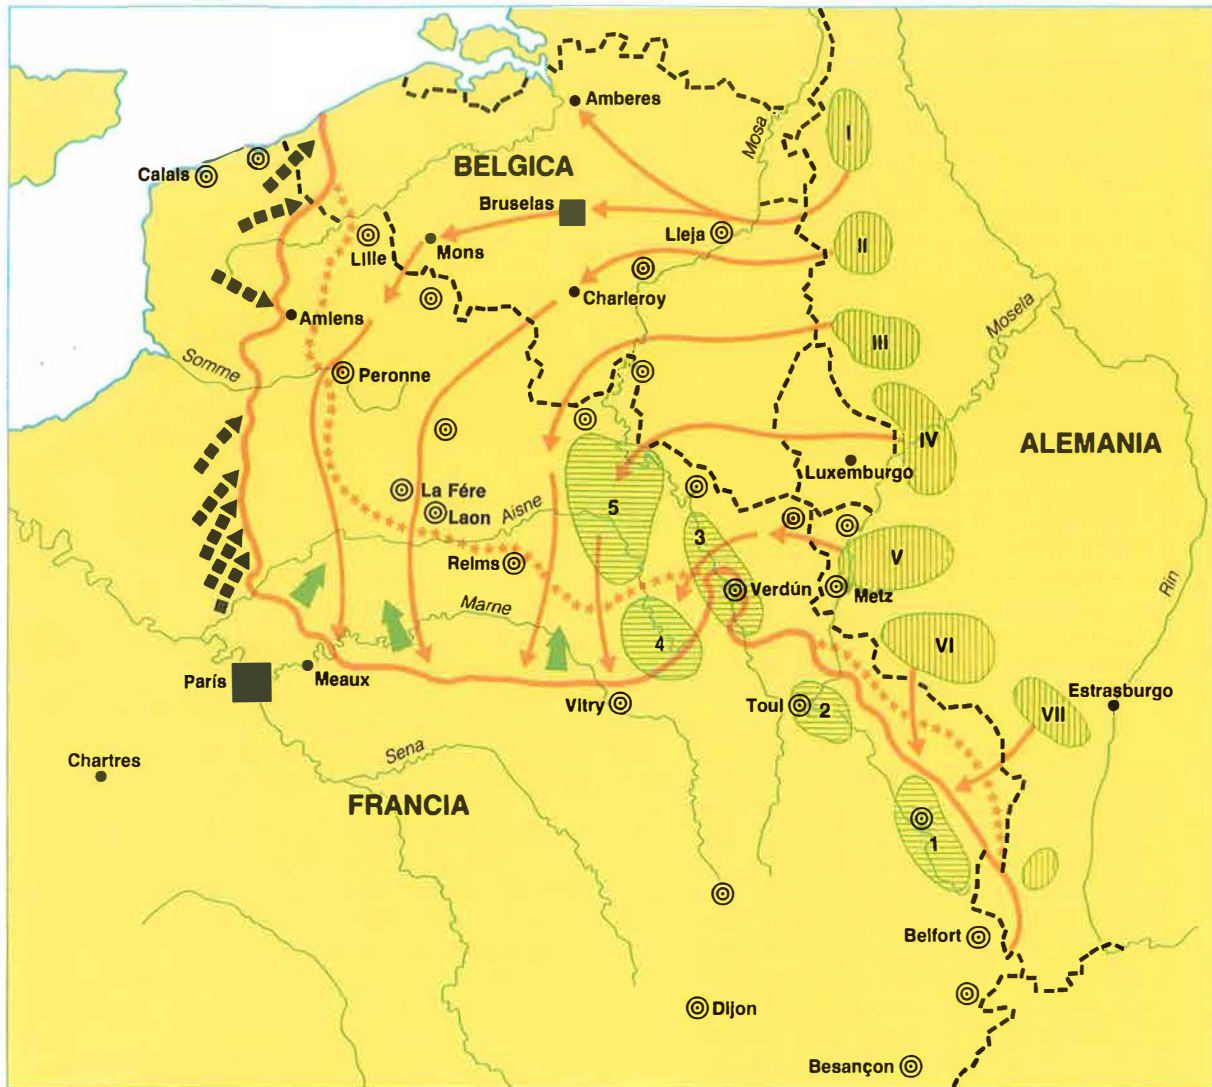 Amberes
I
Mosa
Calais
BELGICA
Bruselas
Lieja
II
Lille
Mons
Charleroy
Mosela
Amiens
III
Somme
Peronne
IV
ALEMANIA
Luxemburgo
La Fére
5
Laon
Aisne
3
V
Reims
Verdún
Metz
Rin
Marne
4
VI
París
Meaux
Vitry
Toul
2
VII
Estrasburgo
Sena
Chartres
FRANCIA
1
Belfort
Dijon
Besançon